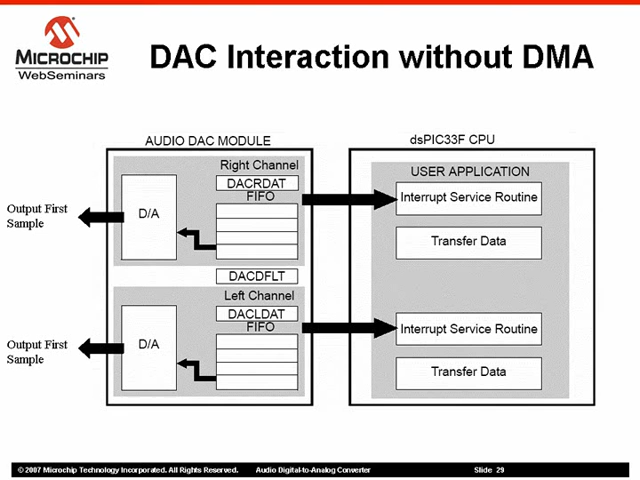 MICROCHIP
WebSeminars
DAC Interaction without DMA
AUDIO DAC MODULE
dsPIC33F CPU
Right Channel
DACRDAT
FIFO
D/A
Output First
Sample
USER APPLICATION
Interrupt Service Routine
Transfer Data
DACDFLT
Left Channel
DACLDAT
FIFO
D/A
Output First
Sample
Interrupt Service Routine
Transfer Data
© 2007 Microchip Technology Incorporated. All Rights Reserved. Audio Digital-to-Analog Converter Slide 29